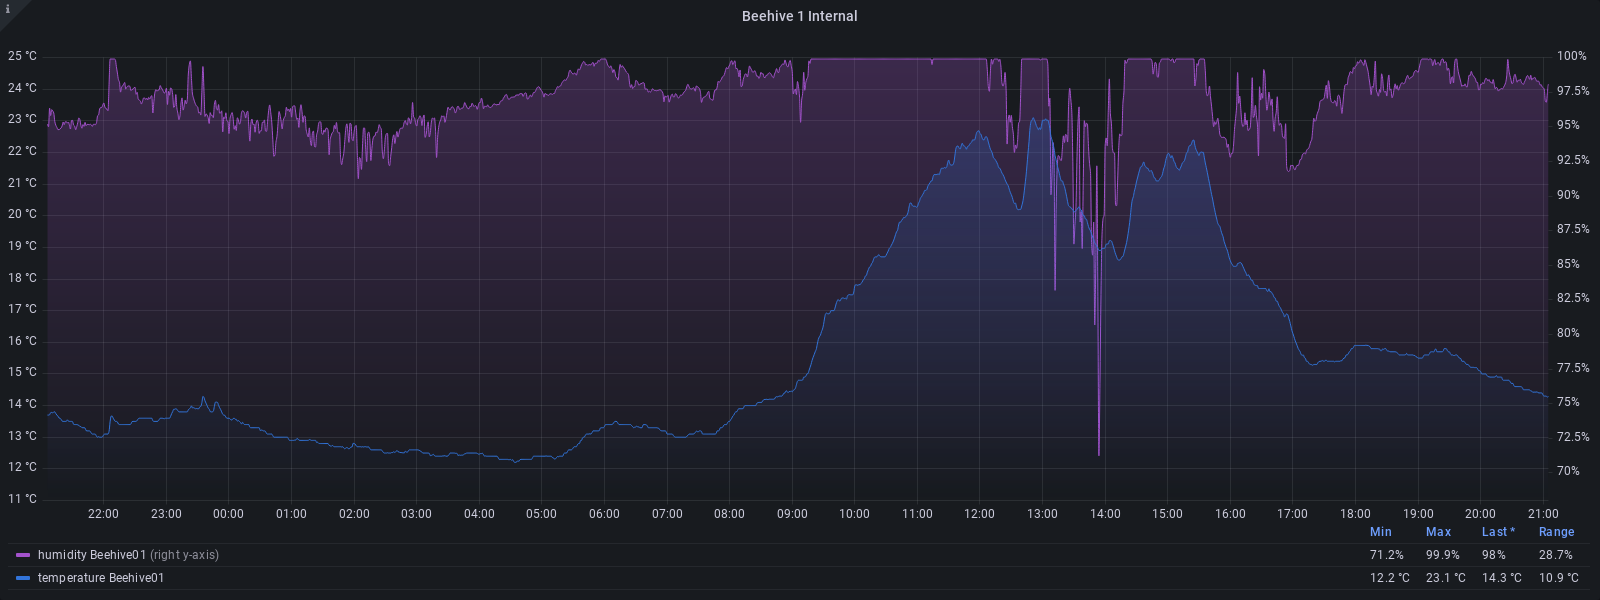 i
Beehive 1 Internal
25 °C 100%
24 °C 97.5%
23 °C 95%
22 °C 92.5%
21 °C 90%
20 °C 87.5%
19 °C 85%
18 °C 82.5%
17 °C 80%
16 °C 77.5%
15 °C 75%
14 °C 72.5%
13 °C 70%
12 °C
11 °C
22:00 23:00 00:00 01:00 02:00 03:00 04:00 05:00 06:00 07:00 08:00 09:00 10:00 11:00 12:00 13:00 14:00 15:00 16:00 17:00 18:00 19:00 20:00 21:00
Min Max Last * Range
humidity Beehive01 (right y-axis) 71.2% 99.9% 98% 28.7%
temperature Beehive01 12.2 °C 23.1 °C 14.3 °C 10.9 °C